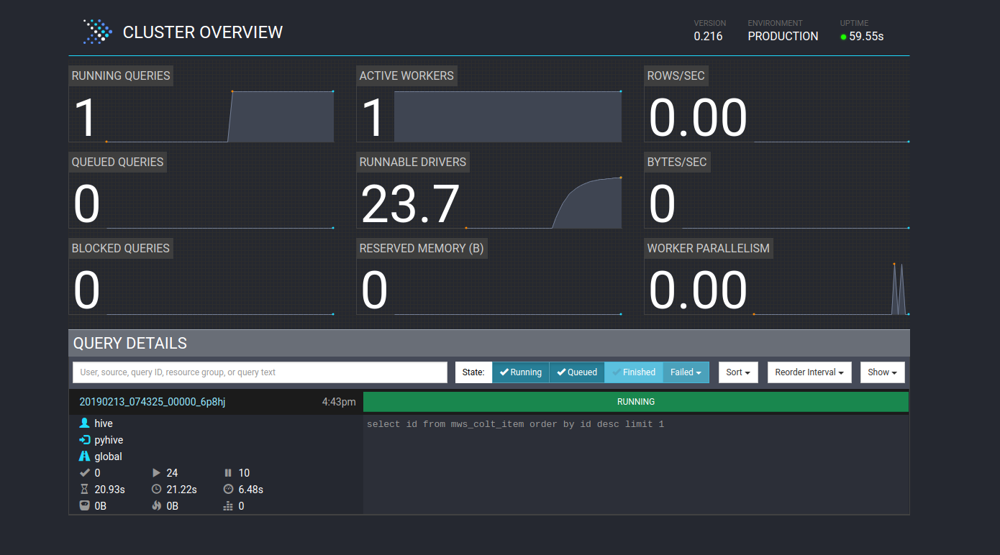 CLUSTER OVERVIEW
VERSION ENVIRONMENT UPTIME
0.216 PRODUCTION 59.55s
RUNNING QUERIES ACTIVE WORKERS ROWS/SEC
1 1 0.00
QUEUED QUERIES RUNNABLE DRIVERS BYTES/SEC
0 23.7 0
BLOCKED QUERIES RESERVED MEMORY (B) WORKER PARALLELISM
0 0 0.00
QUERY DETAILS
User, source, query ID, resource group, or query text State: Running Queued Finished Failed Sort Reorder Interval Show
20190213_074325_00000_6p8hj 4:43pm RUNNING
hive select id from mws_colt_item order by id desc limit 1
pyhive
global
0 24 10
20.93s 21.22s 6.48s
0B 0B 0